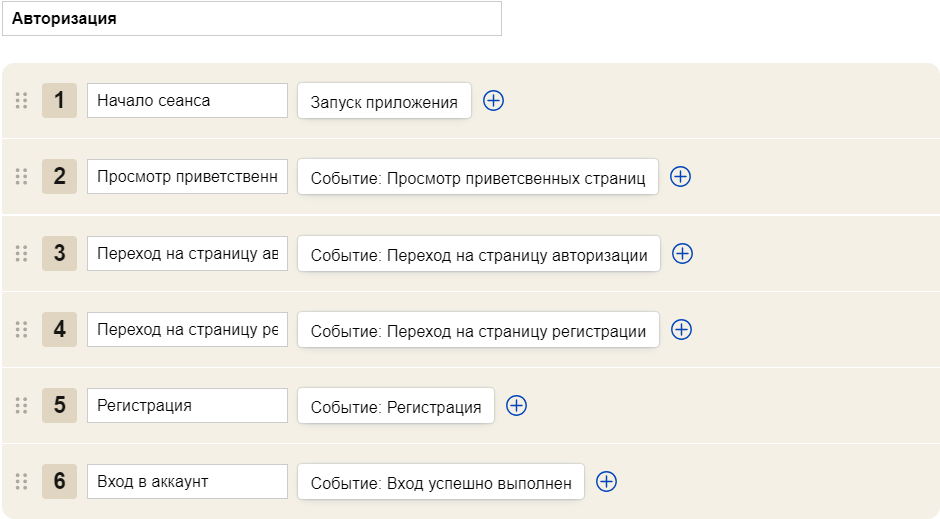 Авторизация
1 Начало сеанса Запуск приложения
2 Просмотр приветственн Событие: Просмотр приветсвенных страниц
3 Переход на страницу ав Событие: Переход на страницу авторизации
4 Переход на страницу ре Событие: Переход на страницу регистрации
5 Регистрация Событие: Регистрация
6 Вход в аккаунт Событие: Вход успешно выполнен